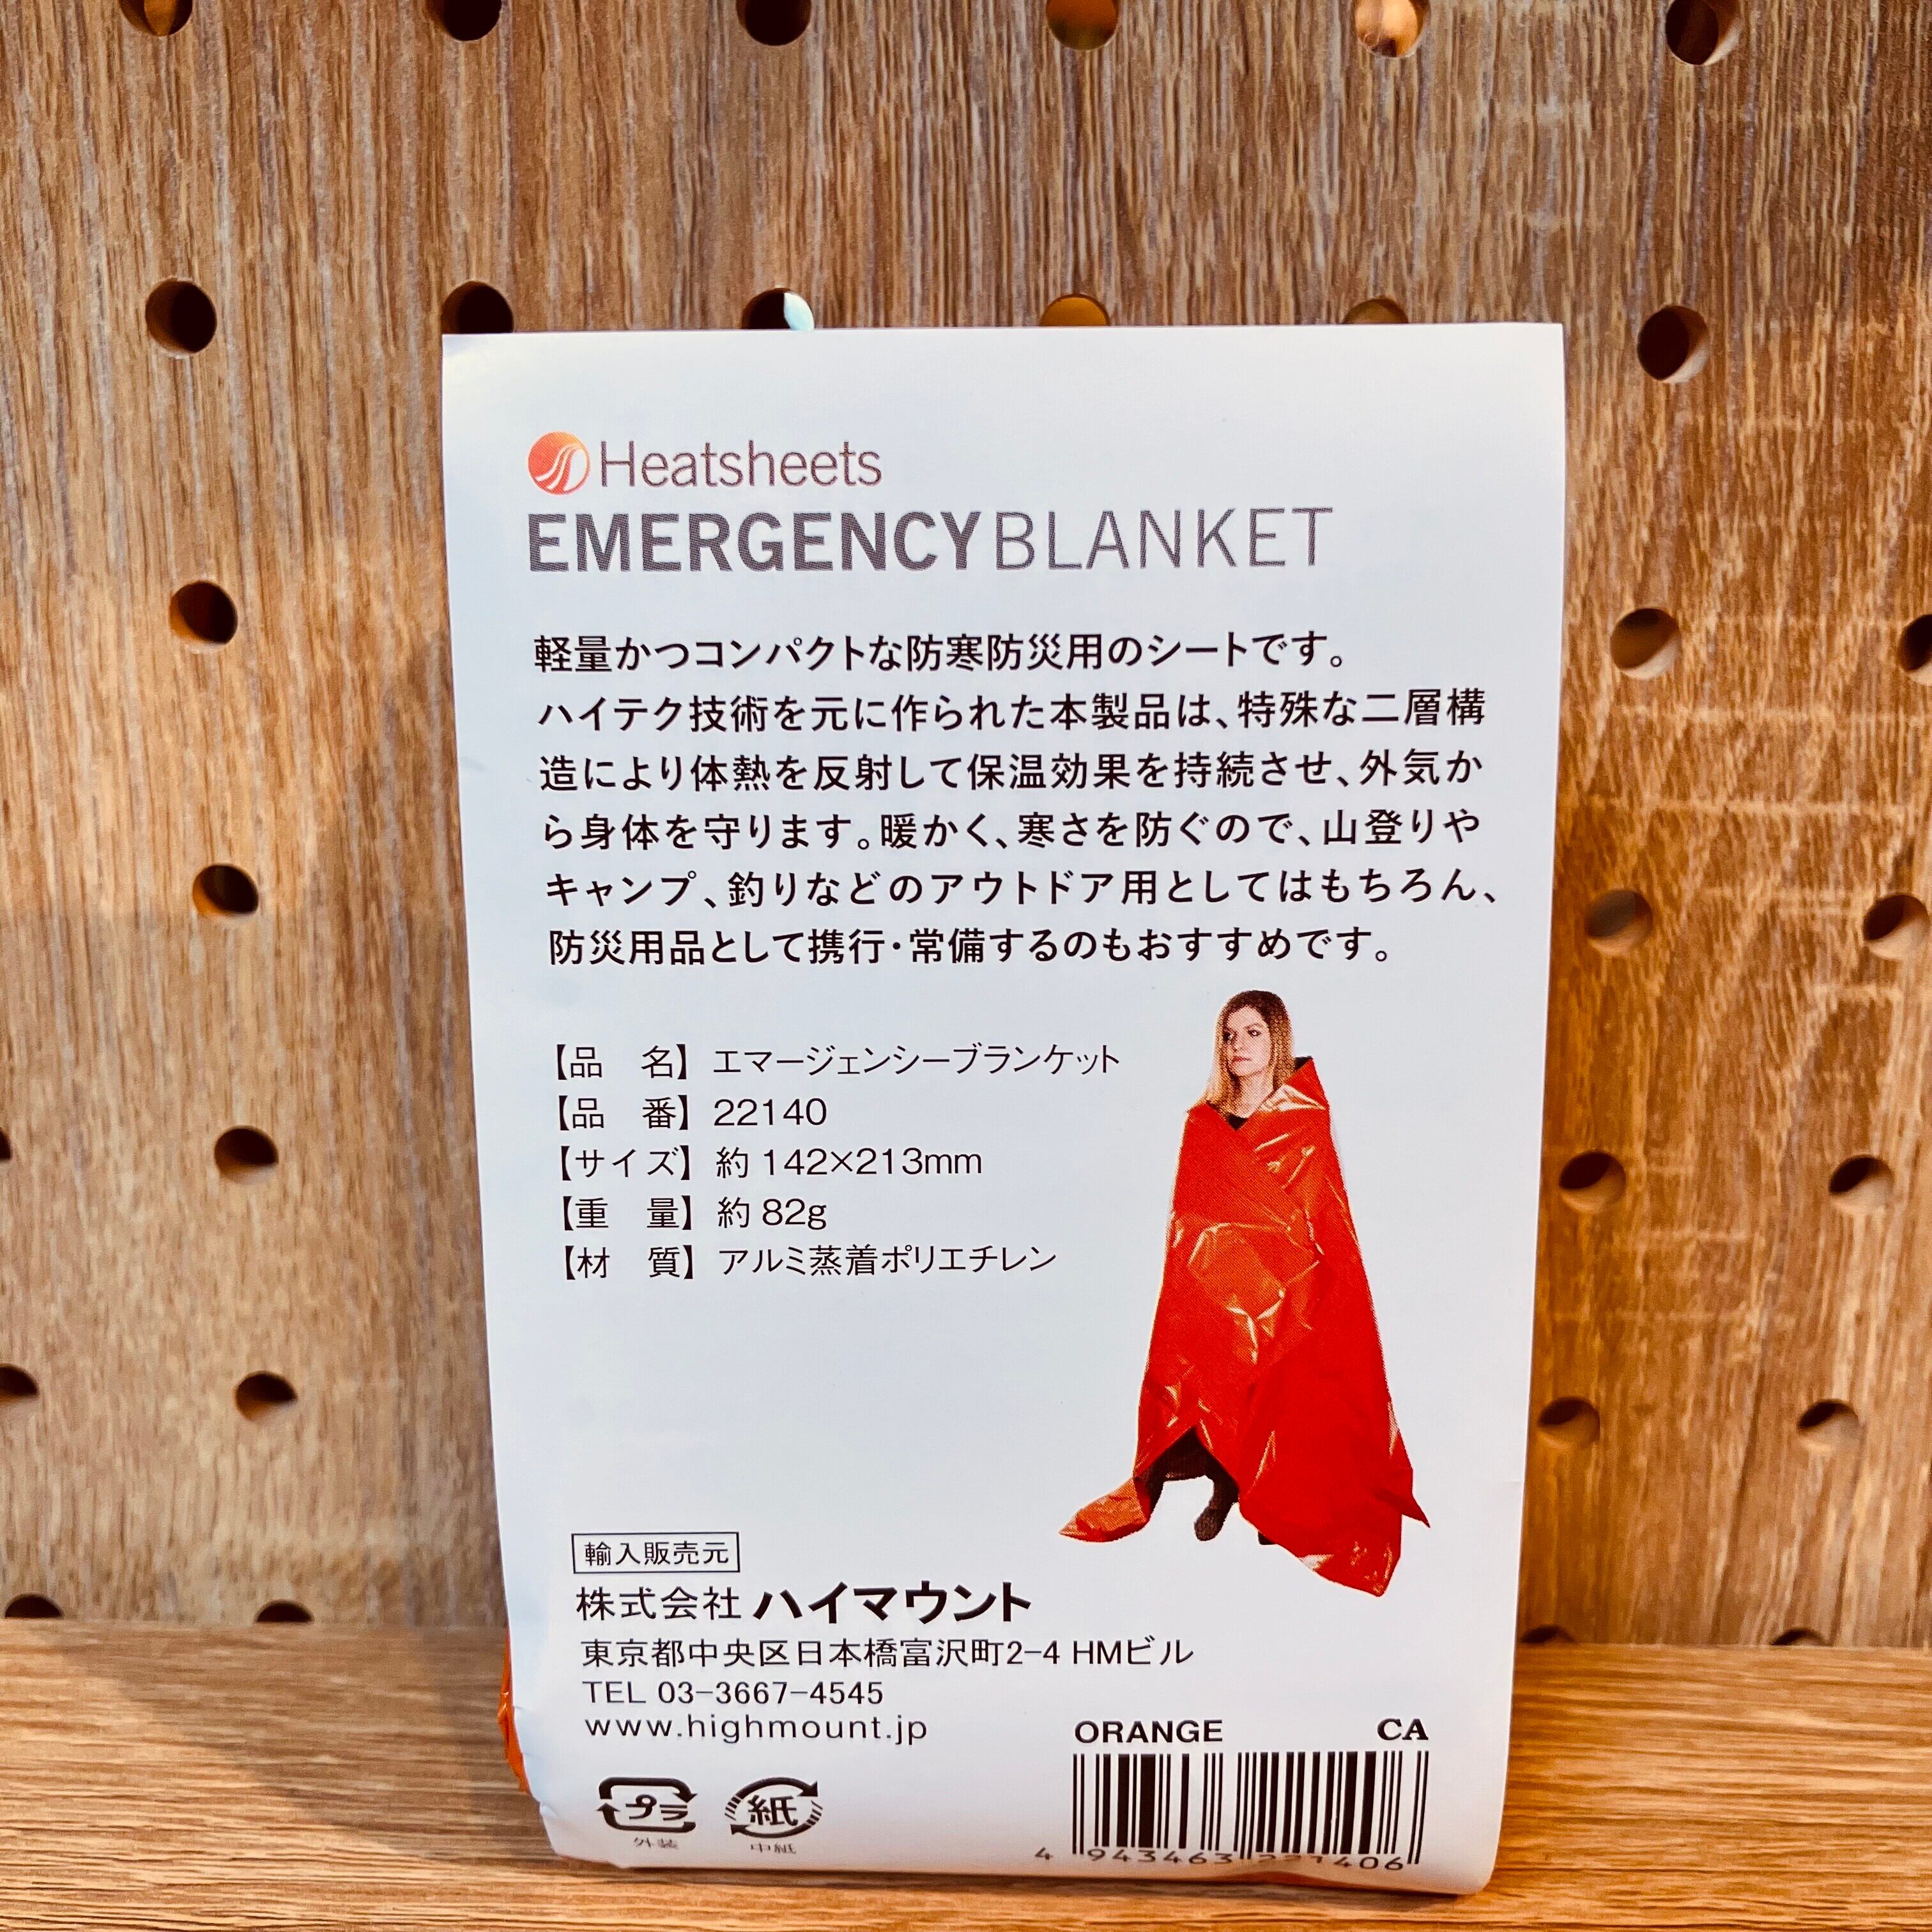 Heatsheets
EMERGENCYBLANKET
軽量かつコンパクトな防寒防災用のシートです。
ハイテク技術を元に作られた本製品は、特殊な二層構
造により体熱を反射して保温効果を持続させ、外気か
ら身体を守ります。暖かく、寒さを防ぐので、山登りや
キャンプ、釣りなどのアウトドア用としてはもちろん、
防災用品として携行・常備するのもおすすめです。
【品　名】 エマージェンシーブランケット
【品　番】 22140
【サイズ】 約 142×213mm
【重　量】 約 82g
【材　質】 アルミ蒸着ポリエチレン
輸入販売元
株式会社 ハイマウント
東京都中央区日本橋富沢町2-4 HMビル
TEL 03-3667-4545
www.highmount.jp
ORANGE CA
プラ 紙
外装 中紙
4 943463 221406